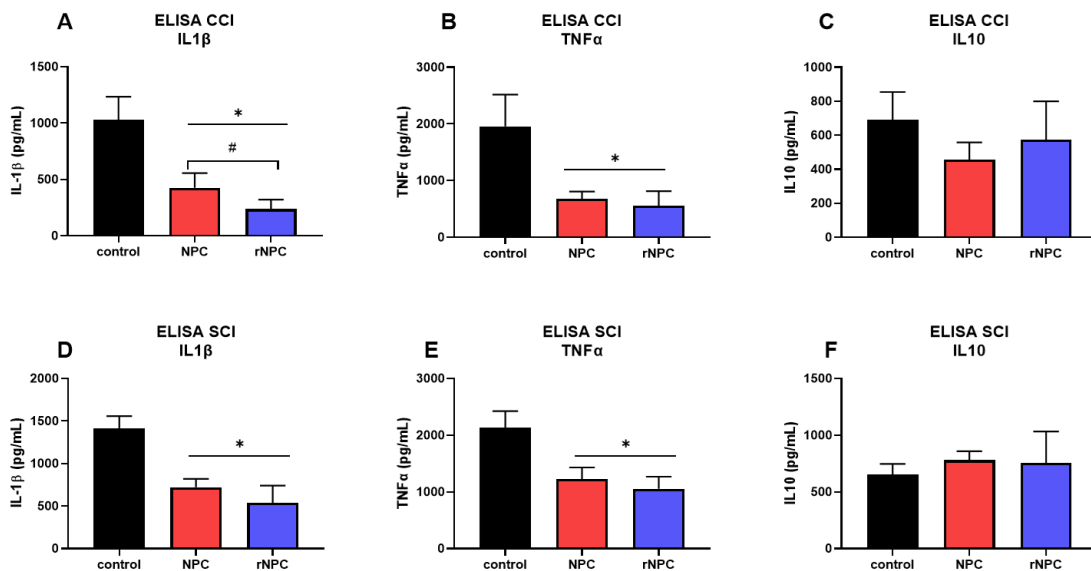 A
ELISA CCI
IL1β
IL-1β (pg/mL)
1500
1000
500
0
*
#
control
NPC
rNPC
B
ELISA CCI
TNFα
TNFα (pg/mL)
3000
2000
1000
0
*
control
NPC
rNPC
C
ELISA CCI
IL10
IL10 (pg/mL)
1000
800
600
400
200
0
control
NPC
rNPC
D
ELISA SCI
IL1β
IL-1β (pg/mL)
2000
1500
1000
500
0
*
control
NPC
rNPC
E
ELISA SCI
TNFα
TNFα (pg/mL)
3000
2000
1000
0
*
control
NPC
rNPC
F
ELISA SCI
IL10
IL10 (pg/mL)
1500
1000
500
0
control
NPC
rNPC